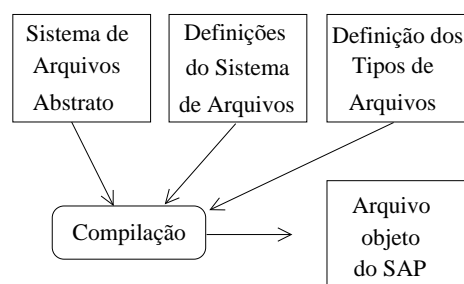 Sistema de
Arquivos
Abstrato
Definições
do Sistema
de Arquivos
Definição dos
Tipos de
Arquivos
Compilação
Arquivo
objeto
do SAP